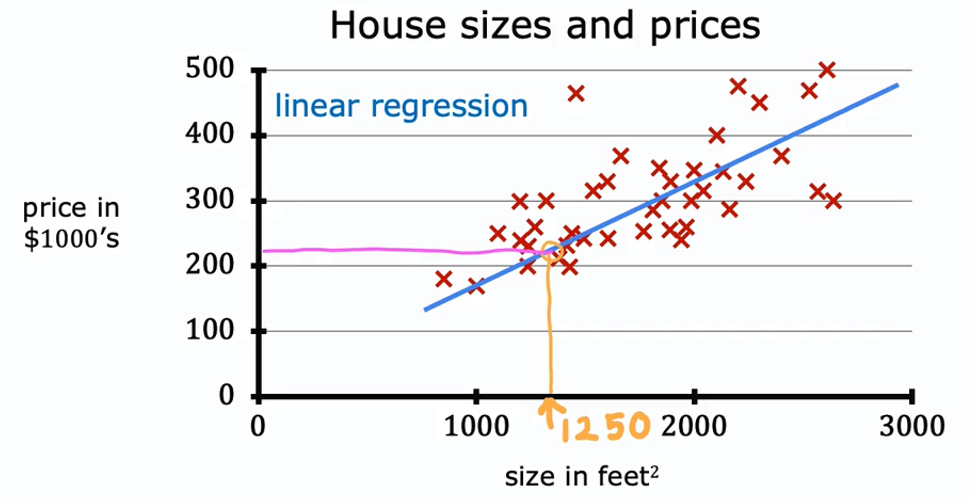 House sizes and prices
500
linear regression
400
300
price in
$1000's
200
100
0
0
1000
1250
2000
3000
size in feet²